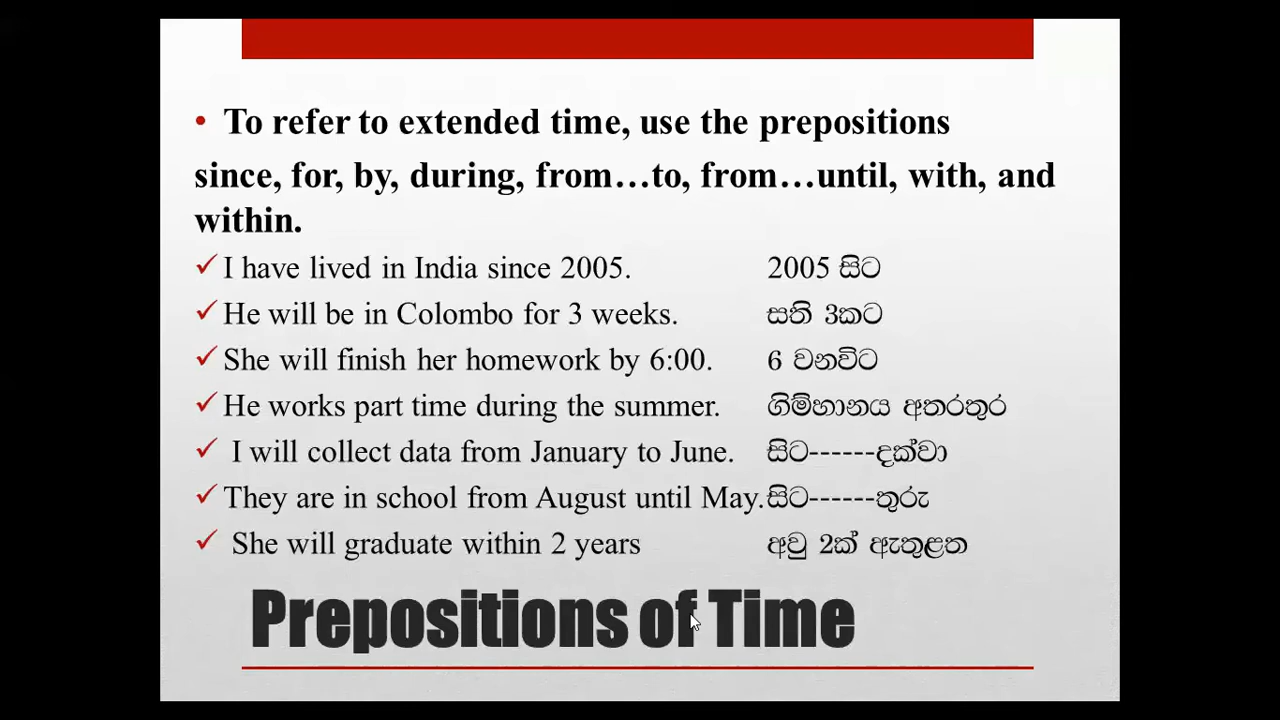 • To refer to extended time, use the prepositions
since, for, by, during, from…to, from…until, with, and
within.
✓ I have lived in India since 2005. 2005 සිට
✓ He will be in Colombo for 3 weeks. සති 3කට
✓ She will finish her homework by 6:00. 6 වනවිට
✓ He works part time during the summer. ගිම්හානය අතරතුර
✓ I will collect data from January to June. සිට------දක්වා
✓ They are in school from August until May. සිට------තුරු
✓ She will graduate within 2 years අවු 2ක් ඇතුළත
Prepositions of Time